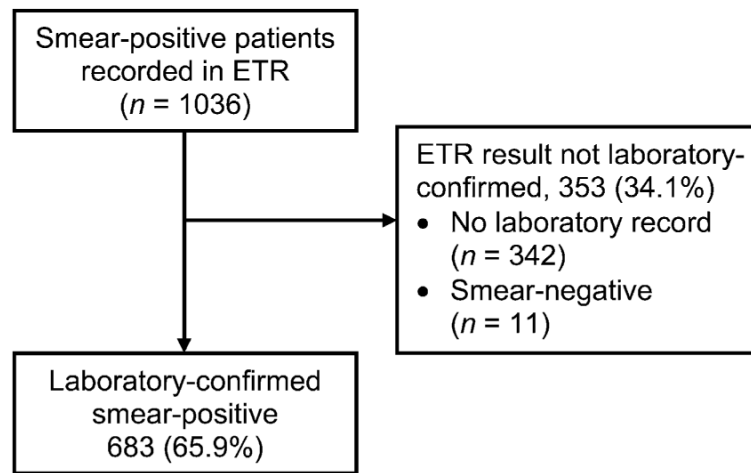 Smear-positive patients
recorded in ETR
(n = 1036)
ETR result not laboratory-
confirmed, 353 (34.1%)
• No laboratory record
(n = 342)
• Smear-negative
(n = 11)
Laboratory-confirmed
smear-positive
683 (65.9%)